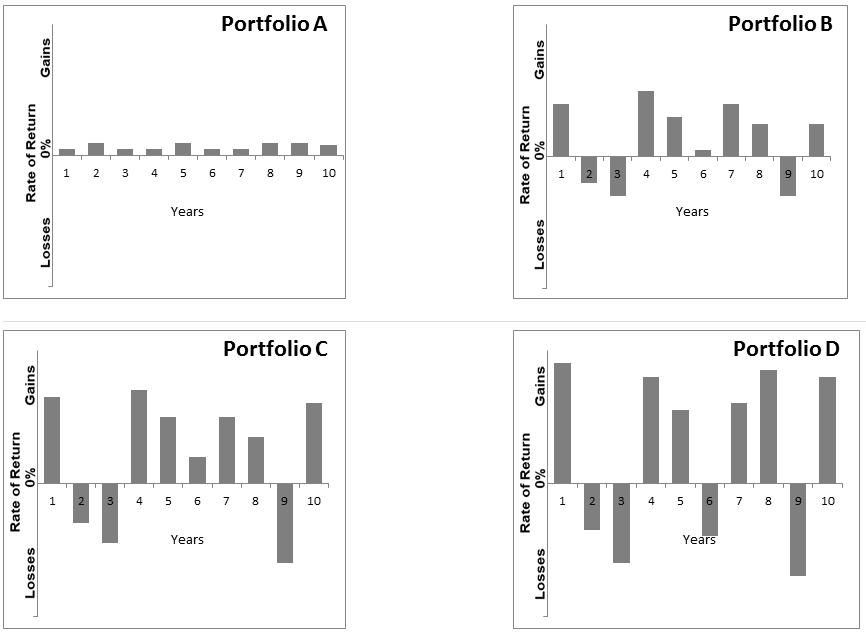 Portfolio A
Gains
Rate of Return
0%
Losses
1 2 3 4 5 6 7 8 9 10
Years
Portfolio B
Gains
Rate of Return
0%
Losses
1 2 3 4 5 6 7 8 9 10
Years
Portfolio C
Gains
Rate of Return
0%
Losses
1 2 3 4 5 6 7 8 9 10
Years
Portfolio D
Gains
Rate of Return
0%
Losses
1 2 3 4 5 6 7 8 9 10
Years